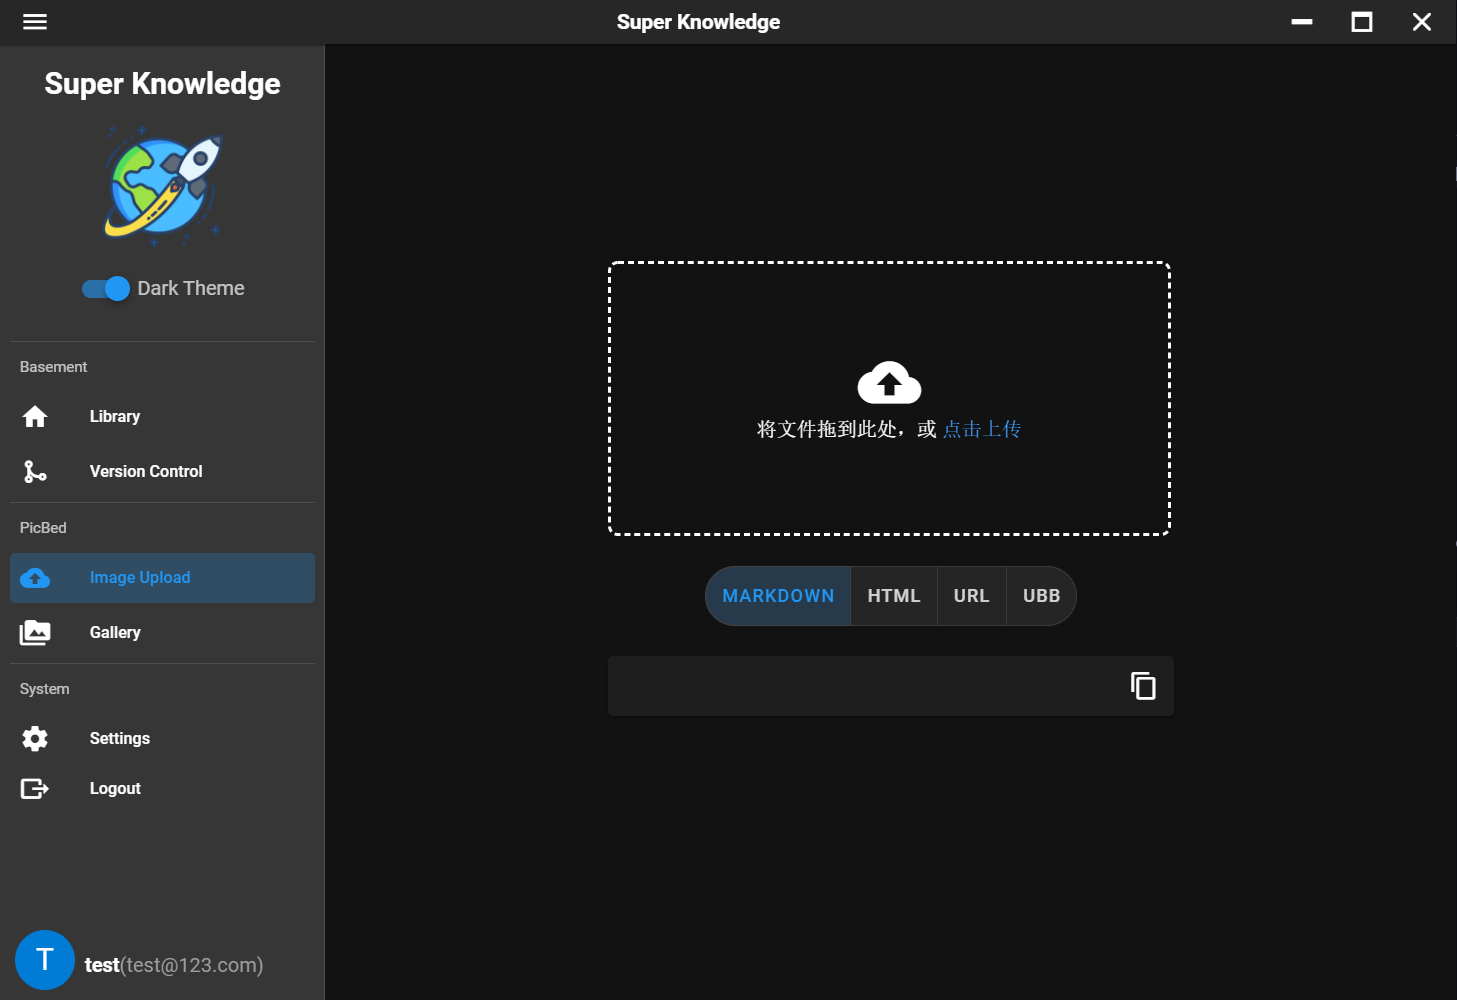 Super Knowledge
Super Knowledge
Dark Theme
Basement
Library
Version Control
PicBed
Image Upload
Gallery
System
Settings
Logout
T
test(test@123.com)
将文件拖到此处，或 点击上传
MARKDOWN HTML URL UBB